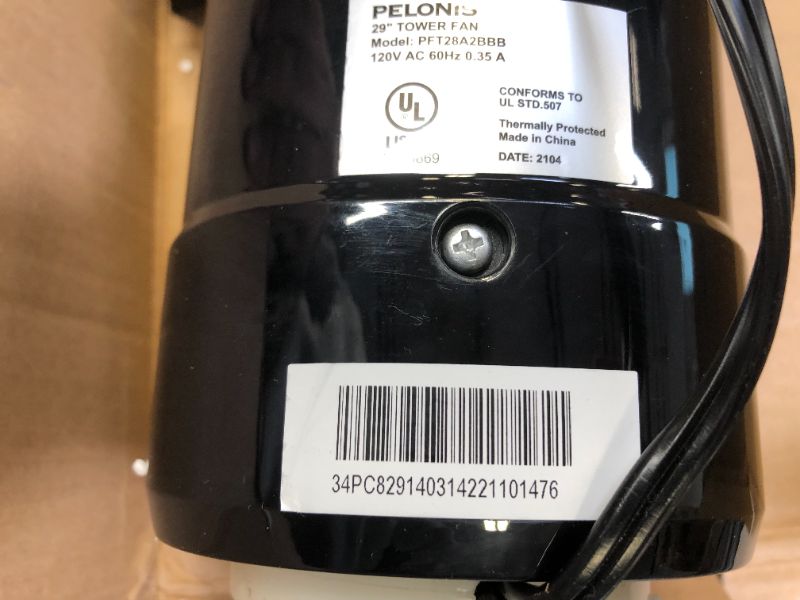 PELONIS
29" TOWER FAN
Model: PFT28A2BBB
120V AC 60Hz 0.35 A
UL
CONFORMS TO
UL STD.507
Thermally Protected
Made in China
DATE: 2104
34PC829140314221101476